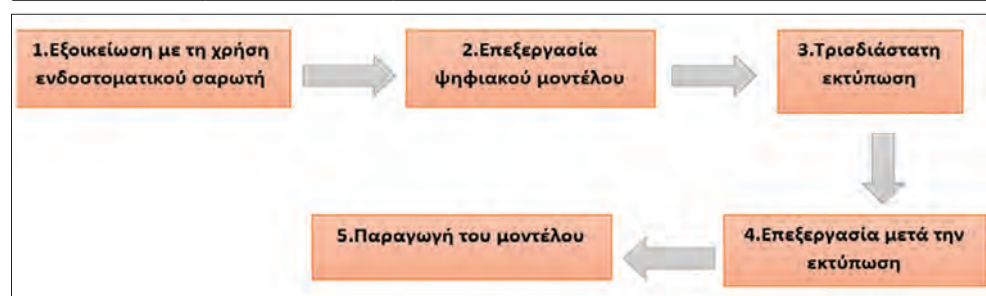 1.Εξοικείωση με τη χρήση
ενδοστοματικού σαρωτή
2.Επεξεργασία
ψηφιακού μοντέλου
3.Τρισδιάστατη
εκτύπωση
4.Επεξεργασία μετά την
εκτύπωση
5.Παραγωγή του μοντέλου